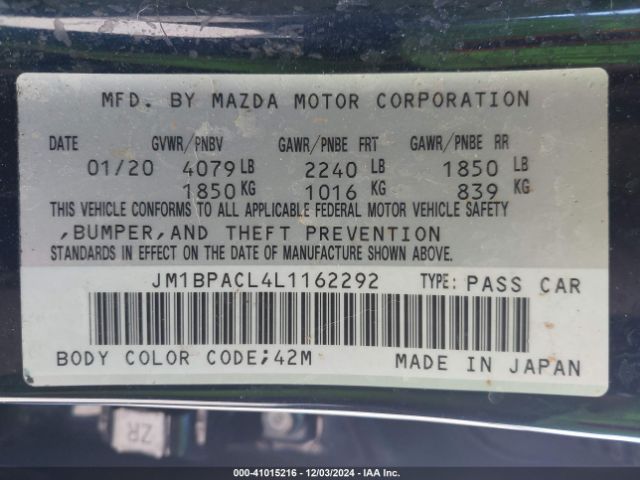 MFD. BY MAZDA MOTOR CORPORATION
DATE GVWR/PNBV GAWR/PNBE FRT GAWR/PNBE RR
01/20 4079 LB 2240 LB 1850 LB
1850 KG 1016 KG 839 KG
THIS VEHICLE CONFORMS TO ALL APPLICABLE FEDERAL MOTOR VEHICLE SAFETY
,BUMPER,AND THEFT PREVENTION
STANDARDS IN EFFECT ON THE DATE OF MANUFACTURE SHOWN ABOVE.
JM1BPACL4L1162292 TYPE: PASS CAR
BODY COLOR CODE;42M MADE IN JAPAN
ZR
000-41015216 - 12/03/2024 - IAA Inc.